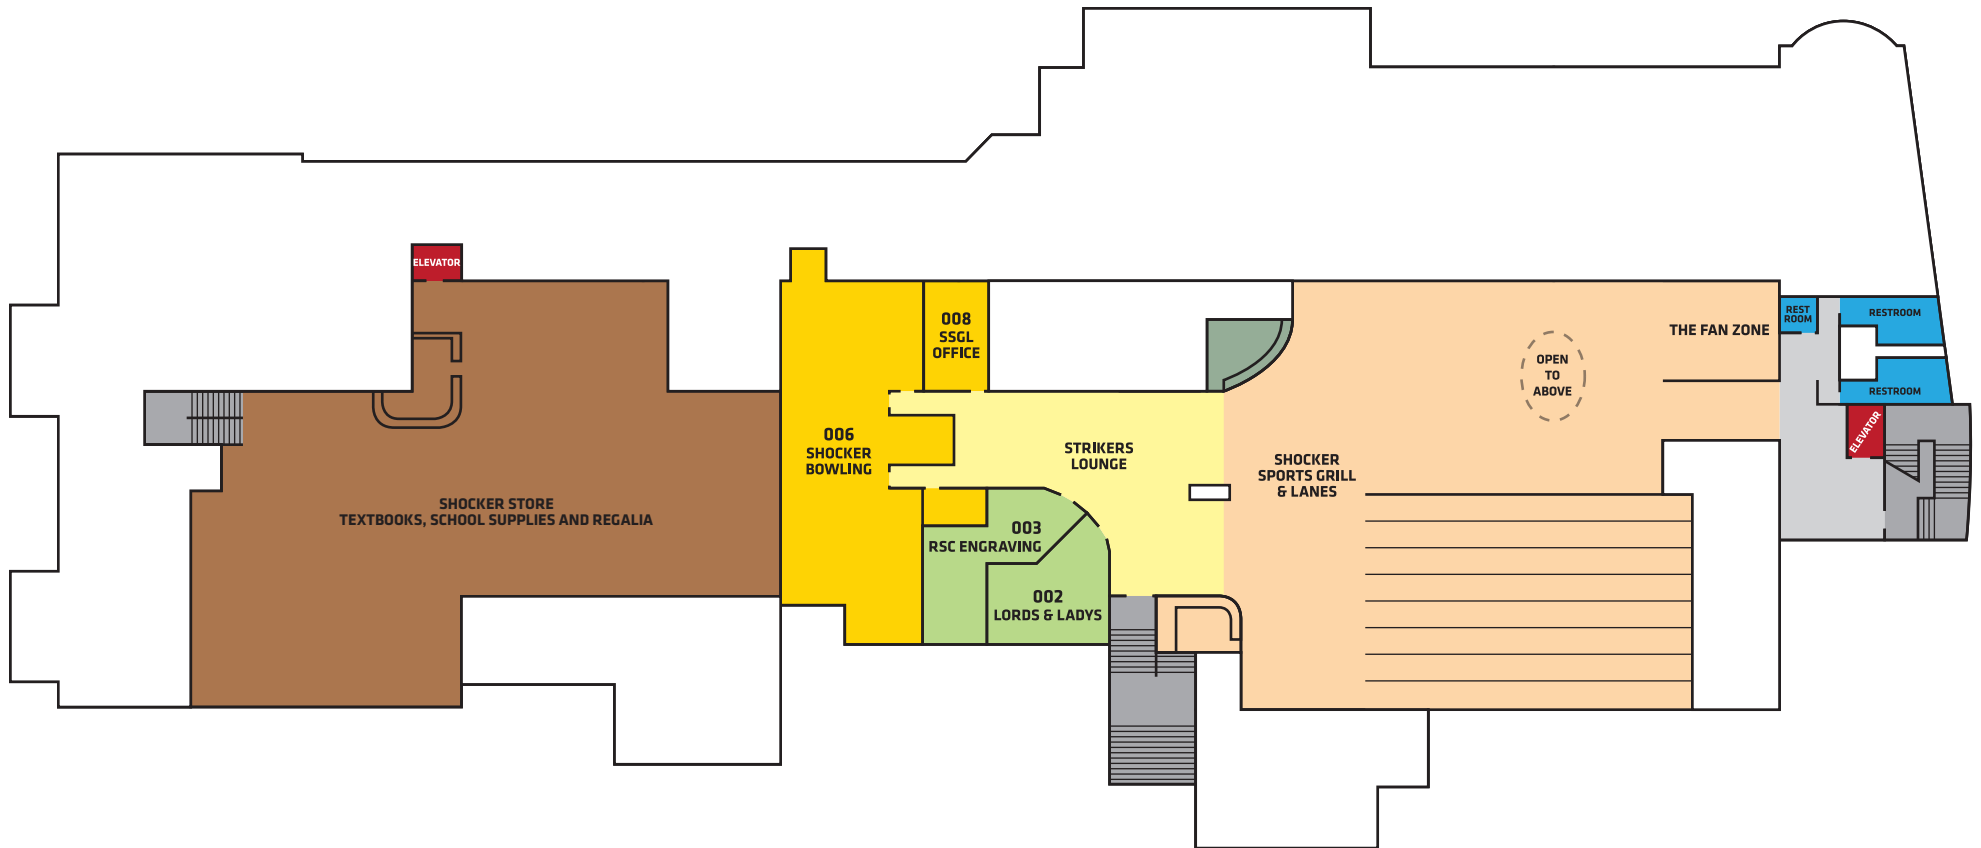 ELEVATOR
SHOCKER STORE
TEXTBOOKS, SCHOOL SUPPLIES AND REGALIA
006
SHOCKER
BOWLING
008
SSGL
OFFICE
STRIKERS
LOUNGE
003
RSC ENGRAVING
002
LORDS & LADYS
SHOCKER
SPORTS GRILL
& LANES
OPEN
TO
ABOVE
THE FAN ZONE
REST
ROOM
RESTROOM
RESTROOM
ELEVATOR